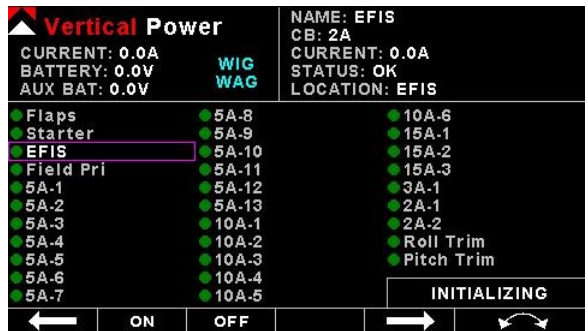 Vertical Power
CURRENT: 0.0A
BATTERY: 0.0V
AUX BAT: 0.0V
WIG
WAG
NAME: EFIS
CB: 2A
CURRENT: 0.0A
STATUS: OK
LOCATION: EFIS
Flaps
Starter
EFIS
Field Pri
5A-1
5A-2
5A-3
5A-4
5A-5
5A-6
5A-7
5A-8
5A-9
5A-10
5A-11
5A-12
5A-13
10A-1
10A-2
10A-3
10A-4
10A-5
10A-6
15A-1
15A-2
15A-3
3A-1
2A-1
2A-2
Roll Trim
Pitch Trim
INITIALIZING
ON
OFF